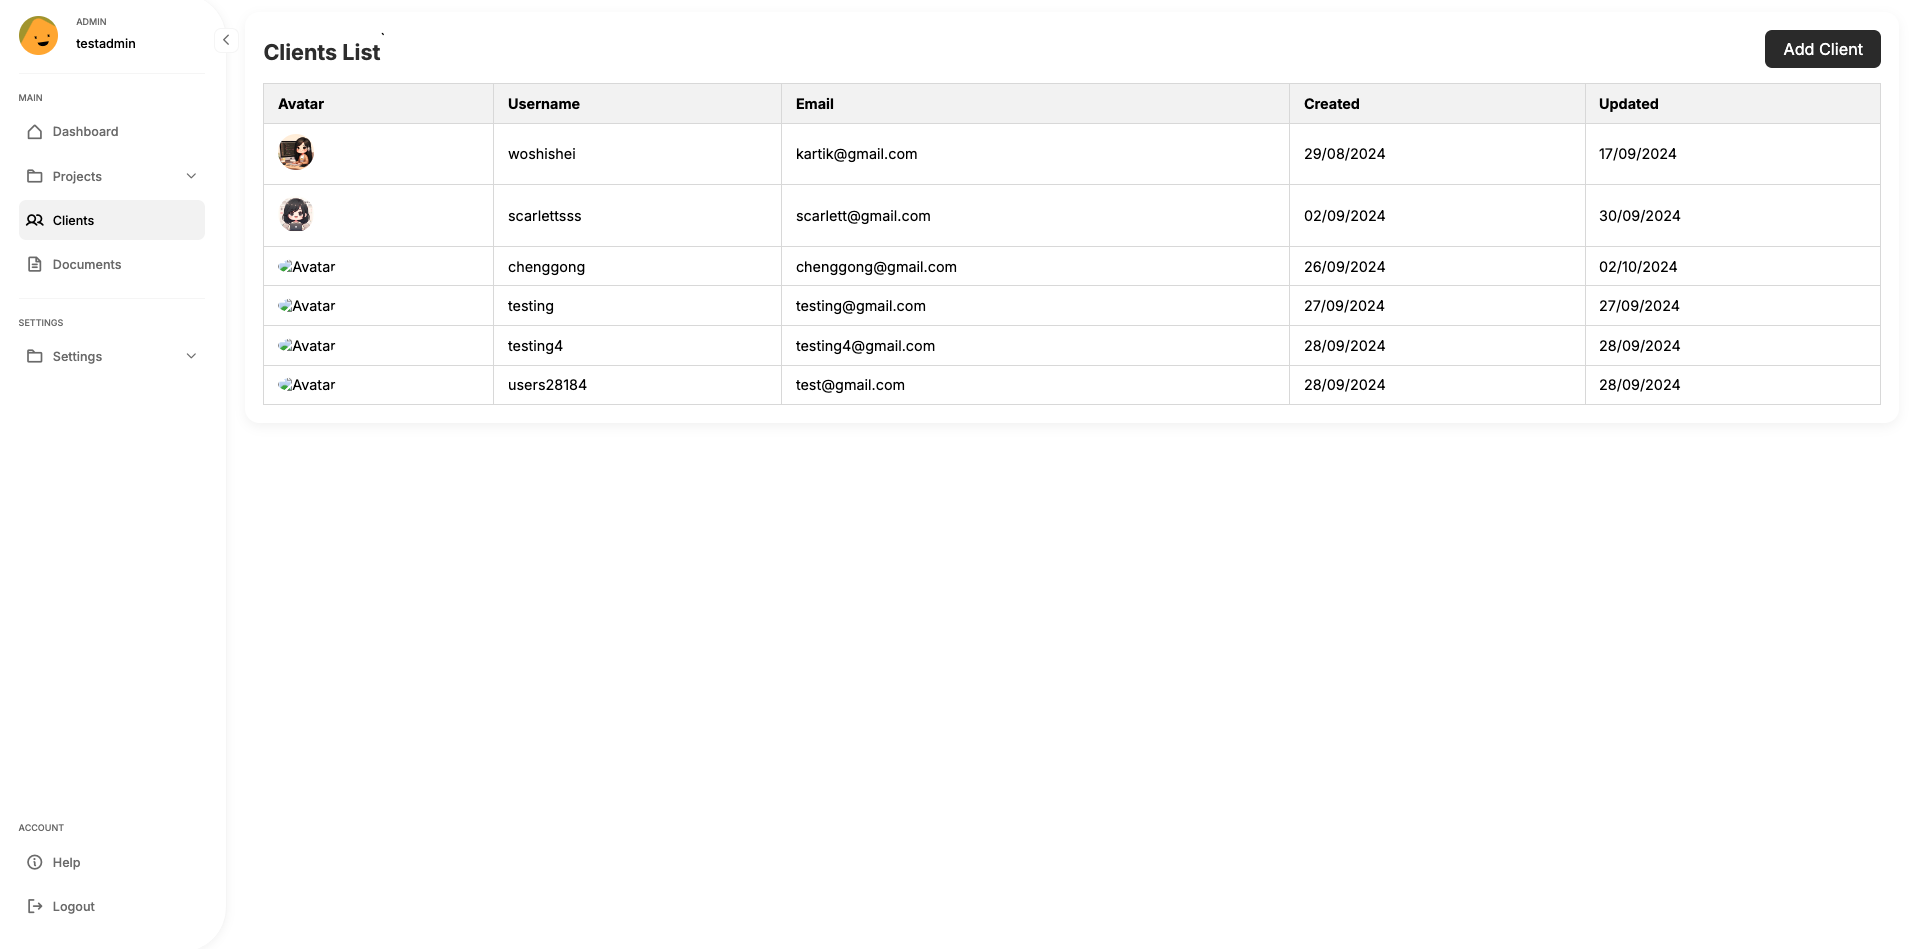 ADMIN
testadmin
MAIN
Dashboard
Projects
Clients
Documents
SETTINGS
Settings
ACCOUNT
Help
Logout
Clients List`
Add Client
Avatar Username Email Created Updated
woshishei kartik@gmail.com 29/08/2024 17/09/2024
scarlettsss scarlett@gmail.com 02/09/2024 30/09/2024
Avatar chenggong chenggong@gmail.com 26/09/2024 02/10/2024
Avatar testing testing@gmail.com 27/09/2024 27/09/2024
Avatar testing4 testing4@gmail.com 28/09/2024 28/09/2024
Avatar users28184 test@gmail.com 28/09/2024 28/09/2024